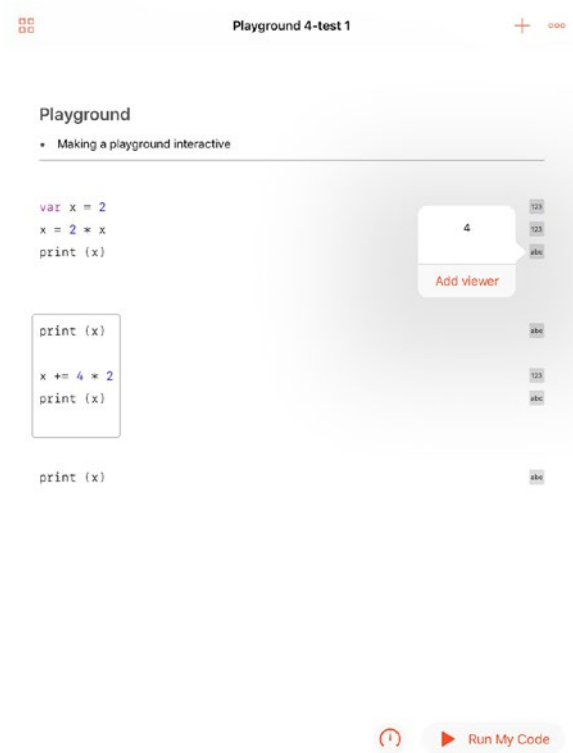 Playground 4-test 1
Playground
• Making a playground interactive
var x = 2
123
x = 2 * x
123
print (x)
abc
4
Add viewer
print (x)
abc
x += 4 * 2
123
print (x)
abc
print (x)
abc
Run My Code